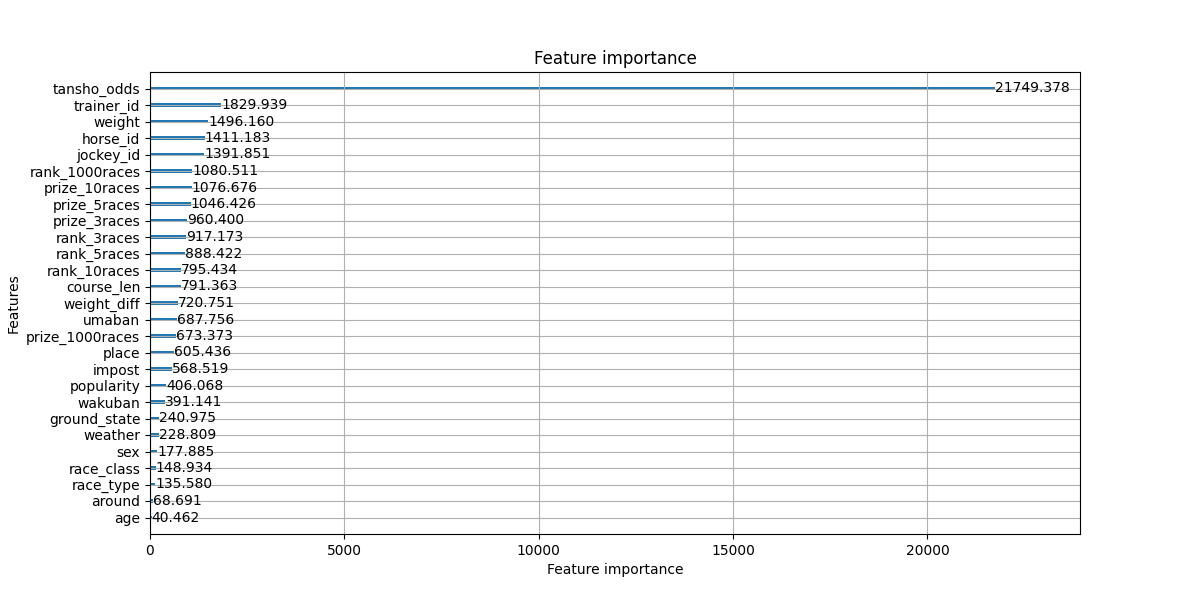 Feature importance
tansho_odds 21749.378
trainer_id 1829.939
weight 1496.160
horse_id 1411.183
jockey_id 1391.851
rank_1000races 1080.511
prize_10races 1076.676
prize_5races 1046.426
prize_3races 960.400
rank_3races 917.173
rank_5races 888.422
rank_10races 795.434
course_len 791.363
weight_diff 720.751
umaban 687.756
prize_1000races 673.373
place 605.436
impost 568.519
popularity 406.068
wakuban 391.141
ground_state 240.975
weather 228.809
sex 177.885
race_class 148.934
race_type 135.580
around 68.691
age 40.462
Features
0 5000 10000 15000 20000
Feature importance